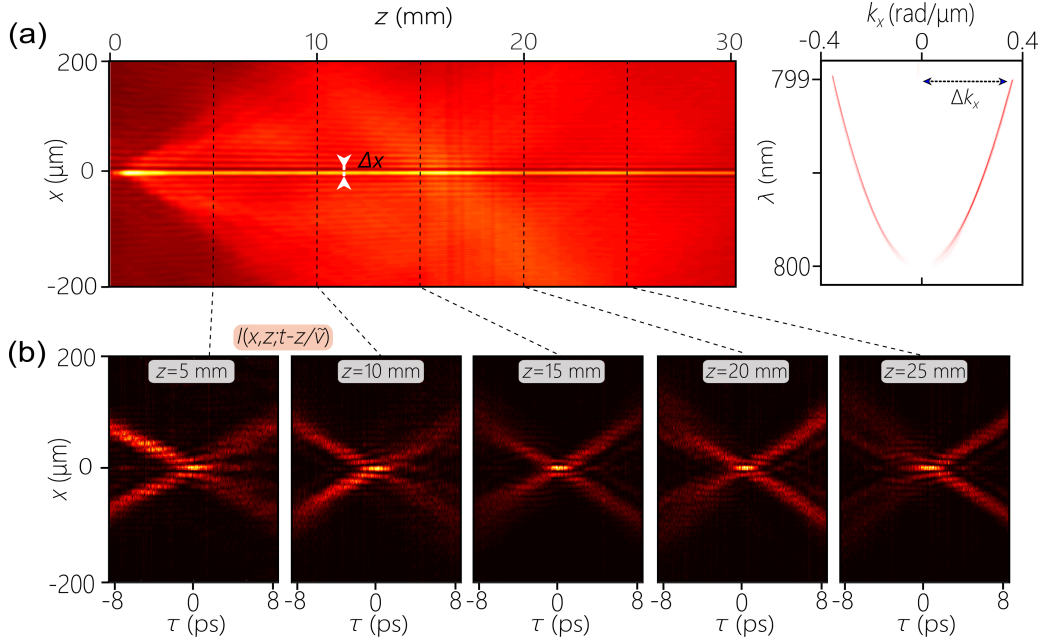 (a)
z (mm)
0 10 20 30
200
0
-200
x (µm)
Δx
kₓ (rad/µm)
-0.4 0 0.4
799
800
λ (nm)
Δkₓ
I(x,z;t-z/ṽ)
(b)
z=5 mm z=10 mm z=15 mm z=20 mm z=25 mm
200
0
-200
x (µm)
-8 0 8 -8 0 8 -8 0 8 -8 0 8 -8 0 8
τ (ps) τ (ps) τ (ps) τ (ps) τ (ps)